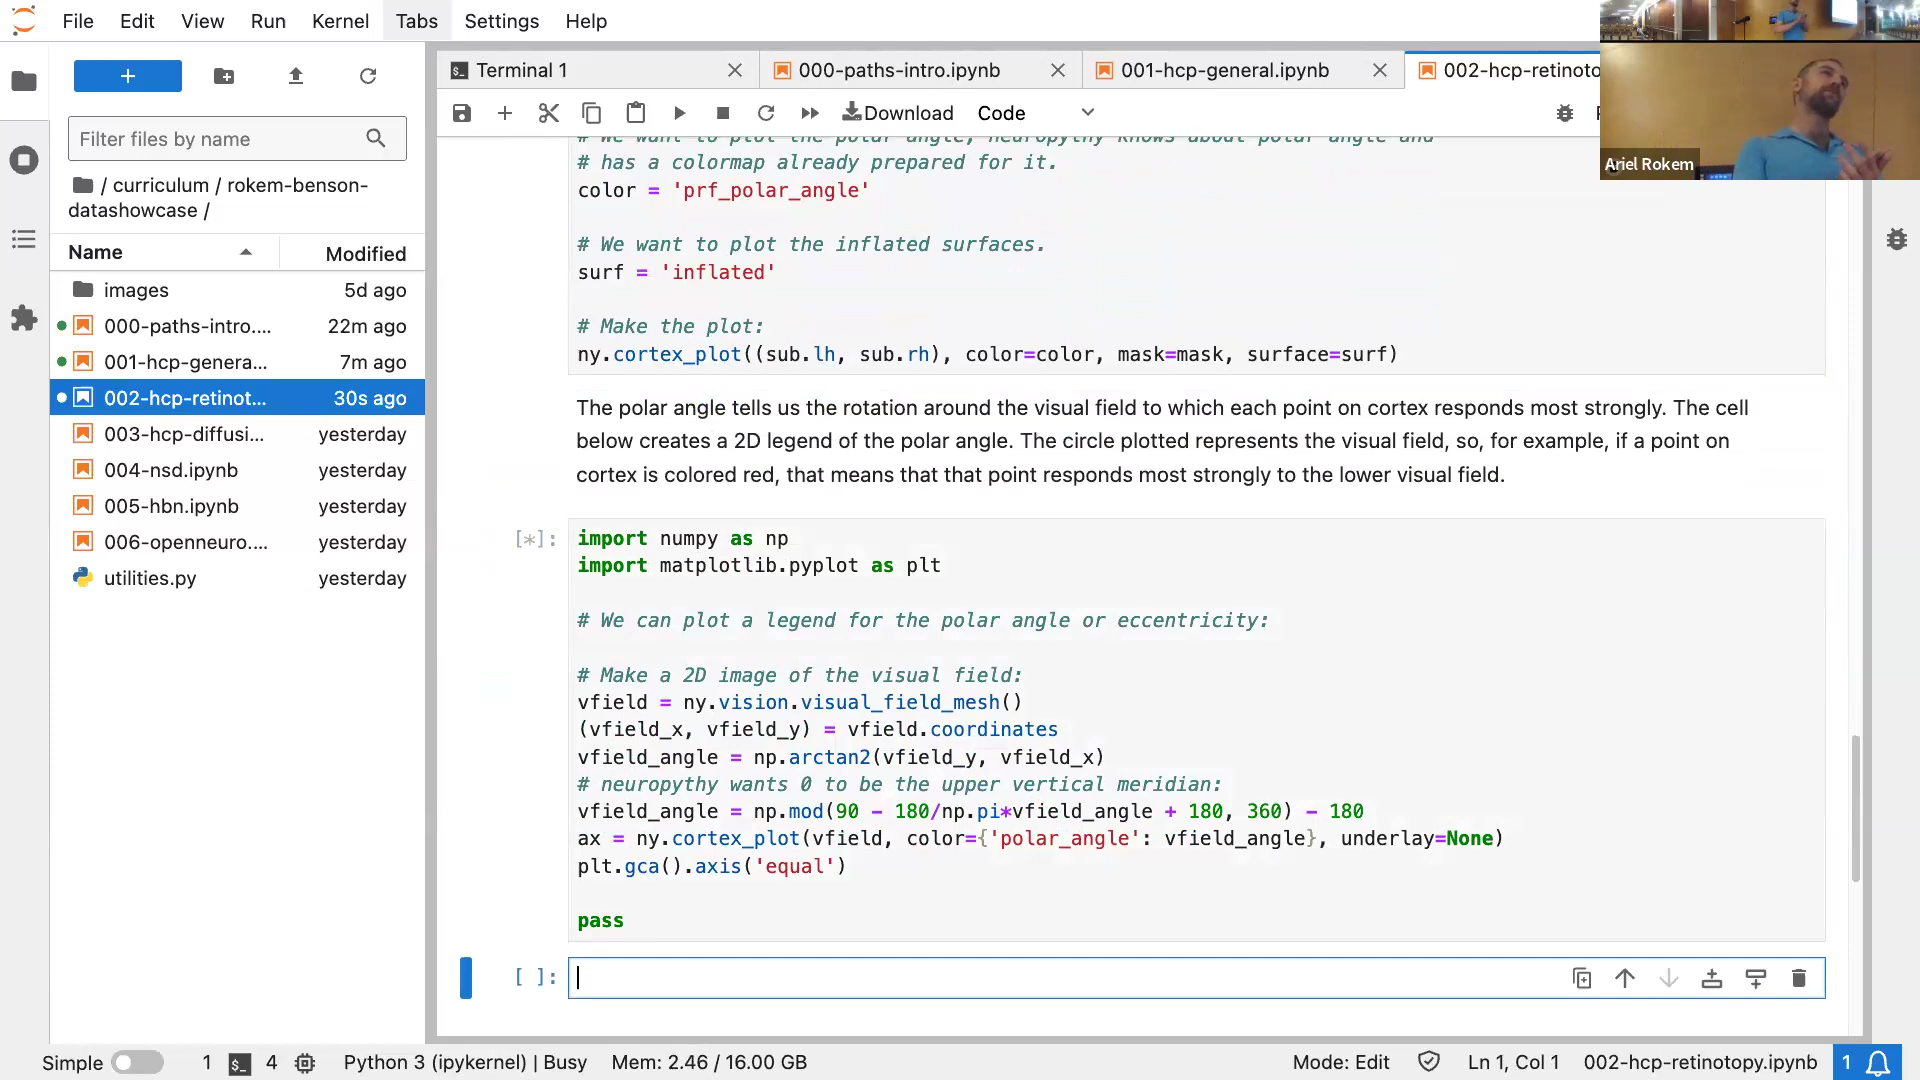 File Edit View Run Kernel Tabs Settings Help
Terminal 1
000-paths-intro.ipynb
001-hcp-general.ipynb
002-hcp-retinoto
Download Code
Filter files by name
/ curriculum / rokem-benson-
datashowcase /
Name Modified
images 5d ago
000-paths-intro.... 22m ago
001-hcp-genera... 7m ago
002-hcp-retinot... 30s ago
003-hcp-diffusi... yesterday
004-nsd.ipynb yesterday
005-hbn.ipynb yesterday
006-openneuro.... yesterday
utilities.py yesterday
# We want to plot the polar angle, neuropythy knows about polar angle and
# has a colormap already prepared for it.
color = 'prf_polar_angle'
# We want to plot the inflated surfaces.
surf = 'inflated'
# Make the plot:
ny.cortex_plot((sub.lh, sub.rh), color=color, mask=mask, surface=surf)
The polar angle tells us the rotation around the visual field to which each point on cortex responds most strongly. The cell
below creates a 2D legend of the polar angle. The circle plotted represents the visual field, so, for example, if a point on
cortex is colored red, that means that that point responds most strongly to the lower visual field.
[*]:
import numpy as np
import matplotlib.pyplot as plt
# We can plot a legend for the polar angle or eccentricity:
# Make a 2D image of the visual field:
vfield = ny.vision.visual_field_mesh()
(vfield_x, vfield_y) = vfield.coordinates
vfield_angle = np.arctan2(vfield_y, vfield_x)
# neuropythy wants 0 to be the upper vertical meridian:
vfield_angle = np.mod(90 - 180/np.pi*vfield_angle + 180, 360) - 180
ax = ny.cortex_plot(vfield, color={'polar_angle': vfield_angle}, underlay=None)
plt.gca().axis('equal')
pass
[ ]:
Ariel Rokem
Simple 1 $_ 4 Python 3 (ipykernel) | Busy Mem: 2.46 / 16.00 GB Mode: Edit Ln 1, Col 1 002-hcp-retinotopy.ipynb 1